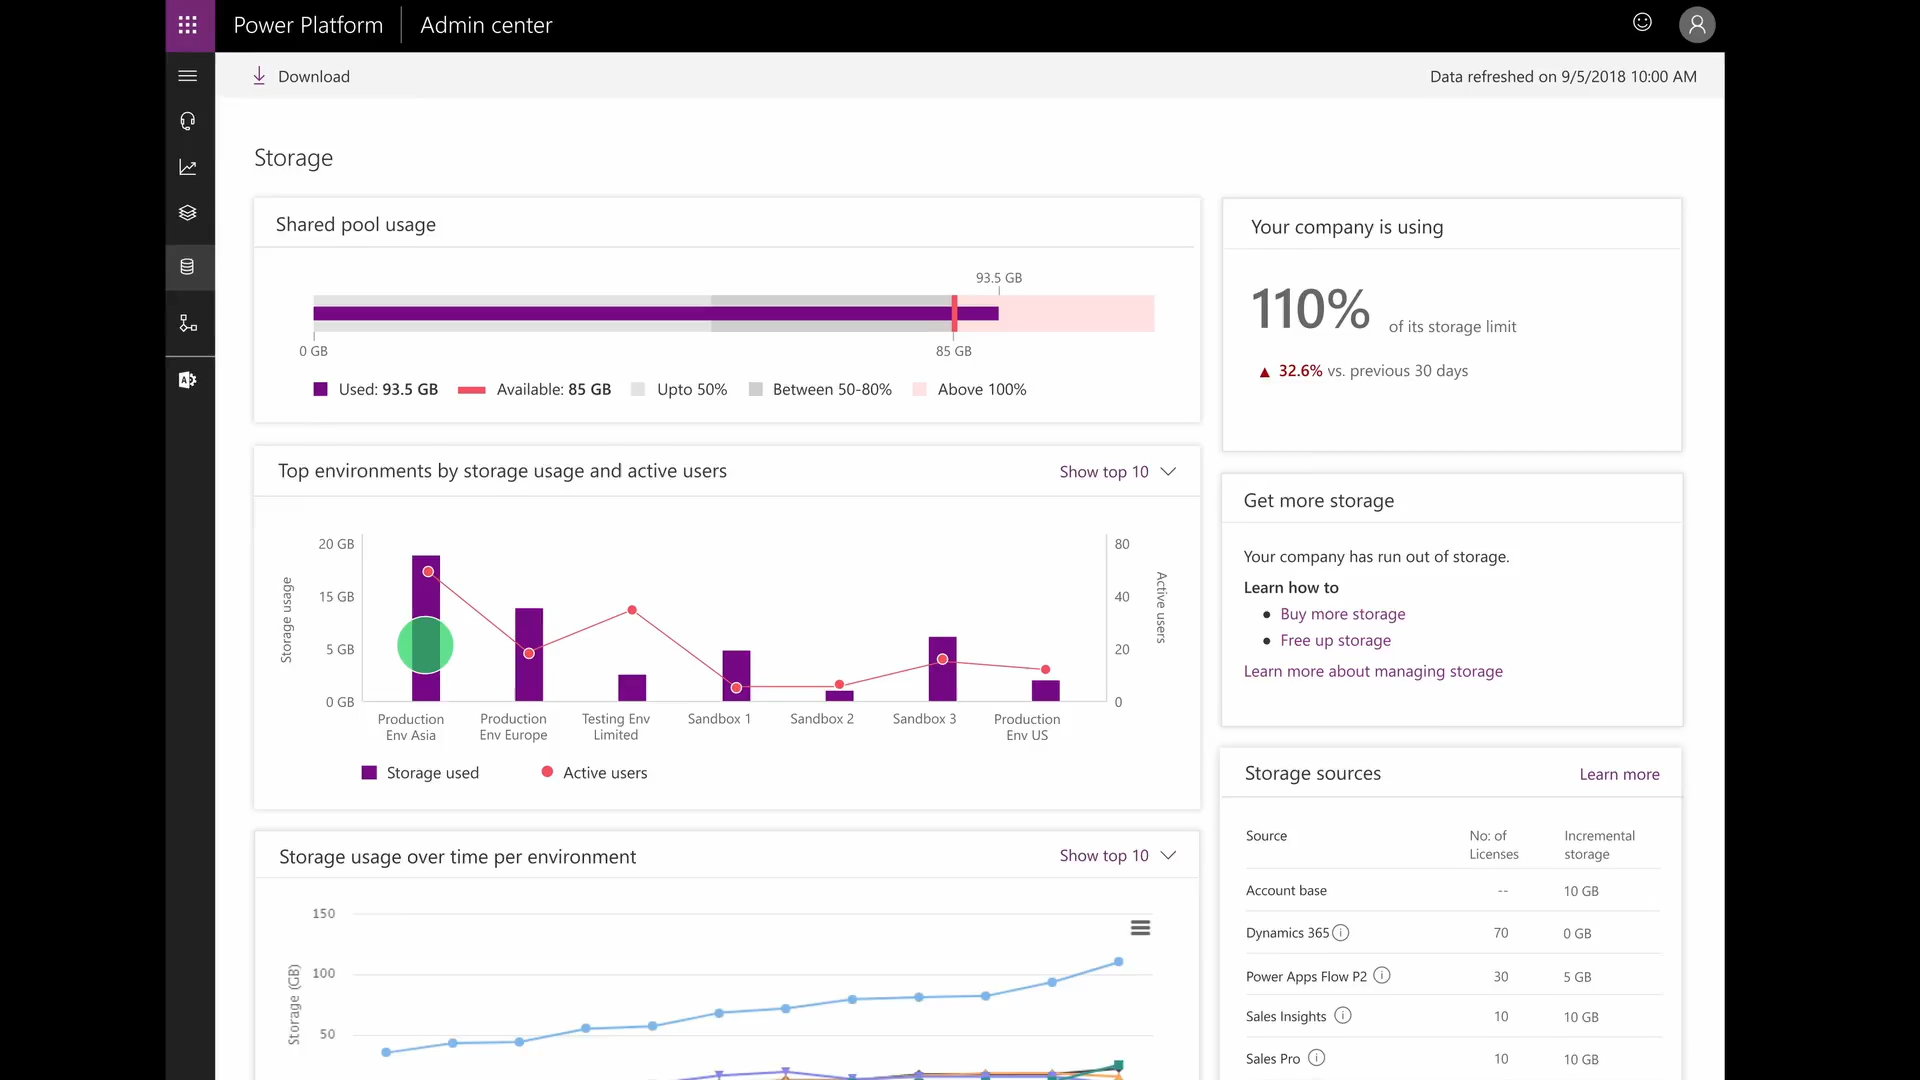 Power Platform
Admin center
Download
Data refreshed on 9/5/2018 10:00 AM
Storage
Shared pool usage
93.5 GB
0 GB
85 GB
Used: 93.5 GB
Available: 85 GB
Upto 50%
Between 50-80%
Above 100%
Your company is using
110% of its storage limit
▲ 32.6% vs. previous 30 days
Top environments by storage usage and active users
Show top 10
Storage usage
20 GB
15 GB
5 GB
0 GB
80
40
20
0
Active users
Production
Env Asia
Production
Env Europe
Testing Env
Limited
Sandbox 1
Sandbox 2
Sandbox 3
Production
Env US
Storage used
Active users
Get more storage
Your company has run out of storage.
Learn how to
● Buy more storage
● Free up storage
Learn more about managing storage
Storage usage over time per environment
Show top 10
Storage (GB)
150
100
50
Storage sources
Learn more
Source
No: of
Licenses
Incremental
storage
Account base -- 10 GB
Dynamics 365 70 0 GB
Power Apps Flow P2 30 5 GB
Sales Insights 10 10 GB
Sales Pro 10 10 GB